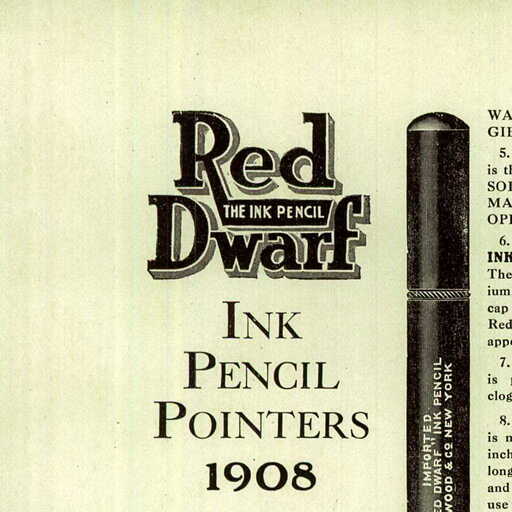 Red
THE INK PENCIL
Dwarf
INK
PENCIL
POINTERS
1908
IMPORTED
RED DWARF" INK PENCIL
WOOD & Co NEW YORK
WA
GIE
5.
is th
SOE
MA
OPE
6.
INK
The
ium
cap
Red
appe
7.
is p
clog
8.
is m
inch
long
and
use